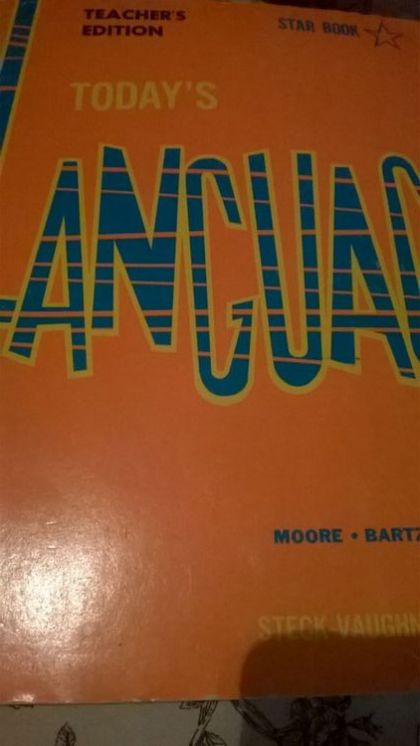 TEACHER'S
EDITION
STAR BOOK
TODAY'S
LANGUAG
MOORE • BARTZ
STECK-VAUGHN